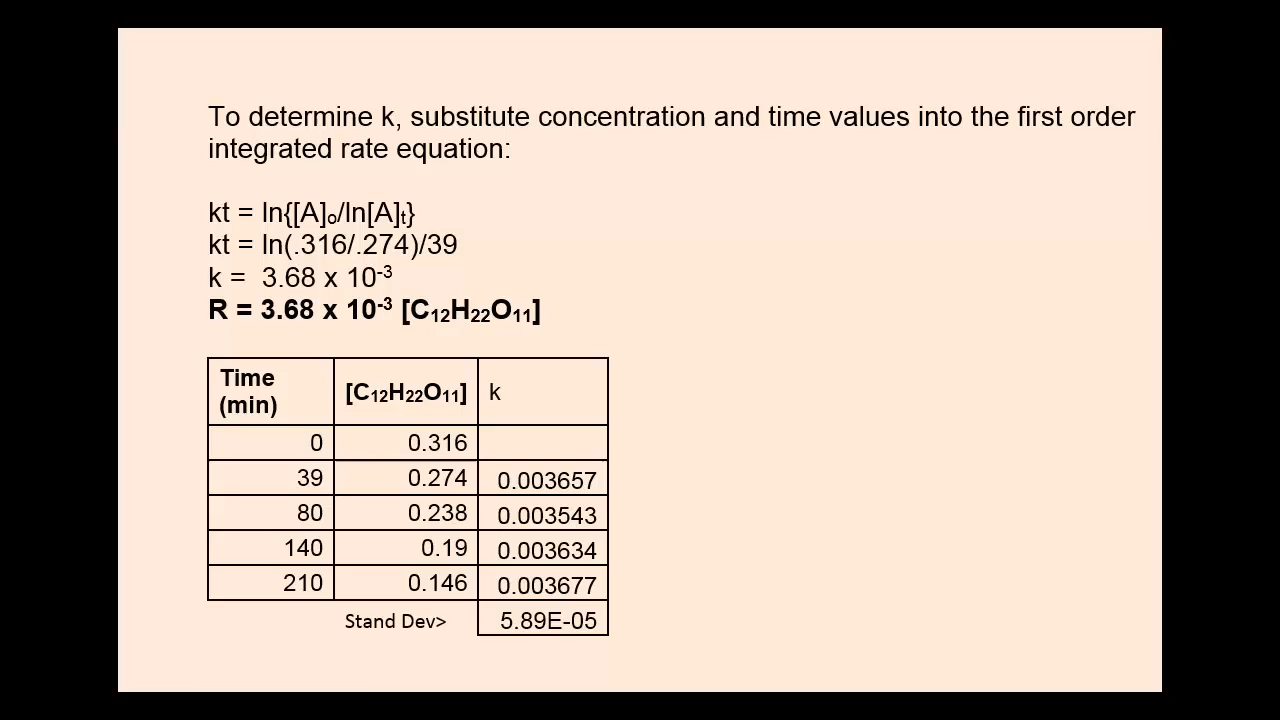 To determine k, substitute concentration and time values into the first order
integrated rate equation:
kt = ln{[A]ₒ/ln[A]ₜ}
kt = ln(.316/.274)/39
k =  3.68 x 10⁻³
R = 3.68 x 10⁻³ [C₁₂H₂₂O₁₁]
Time (min) [C₁₂H₂₂O₁₁] k
0 0.316
39 0.274 0.003657
80 0.238 0.003543
140 0.19 0.003634
210 0.146 0.003677
Stand Dev> 5.89E-05